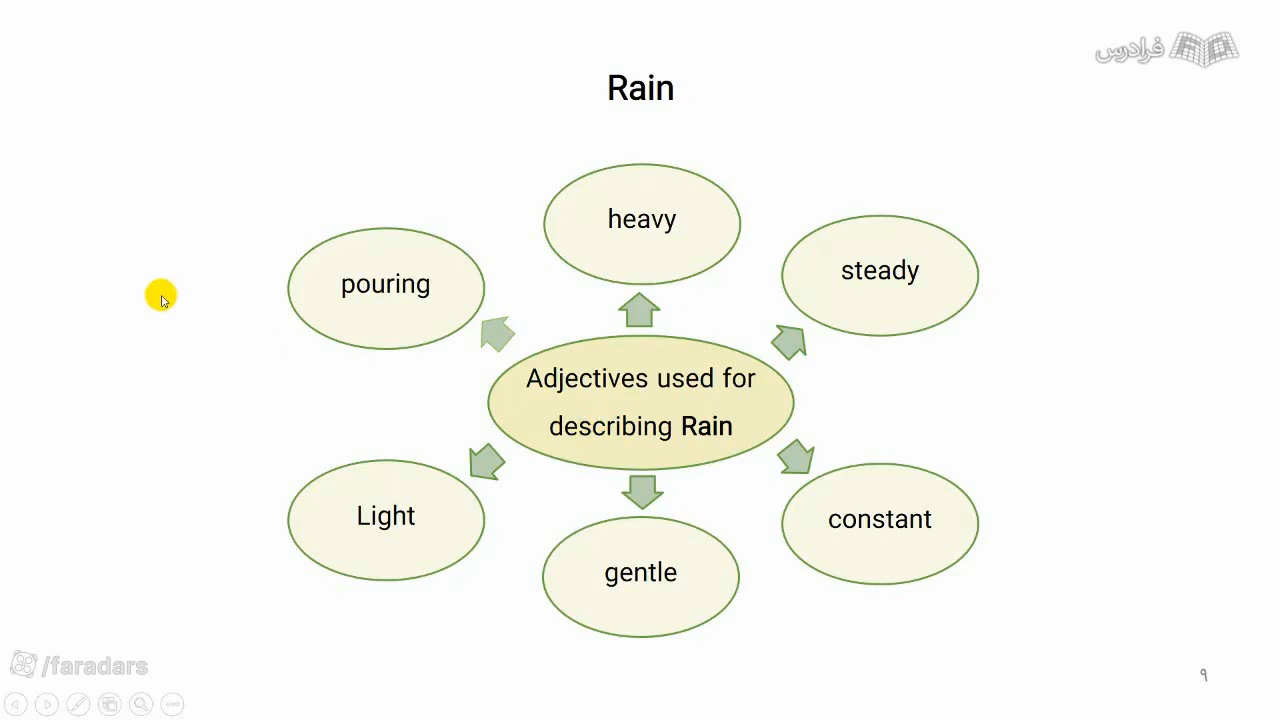 فرادرس
Rain
heavy
steady
pouring
Adjectives used for
describing Rain
Light
constant
gentle
/faradars
۹